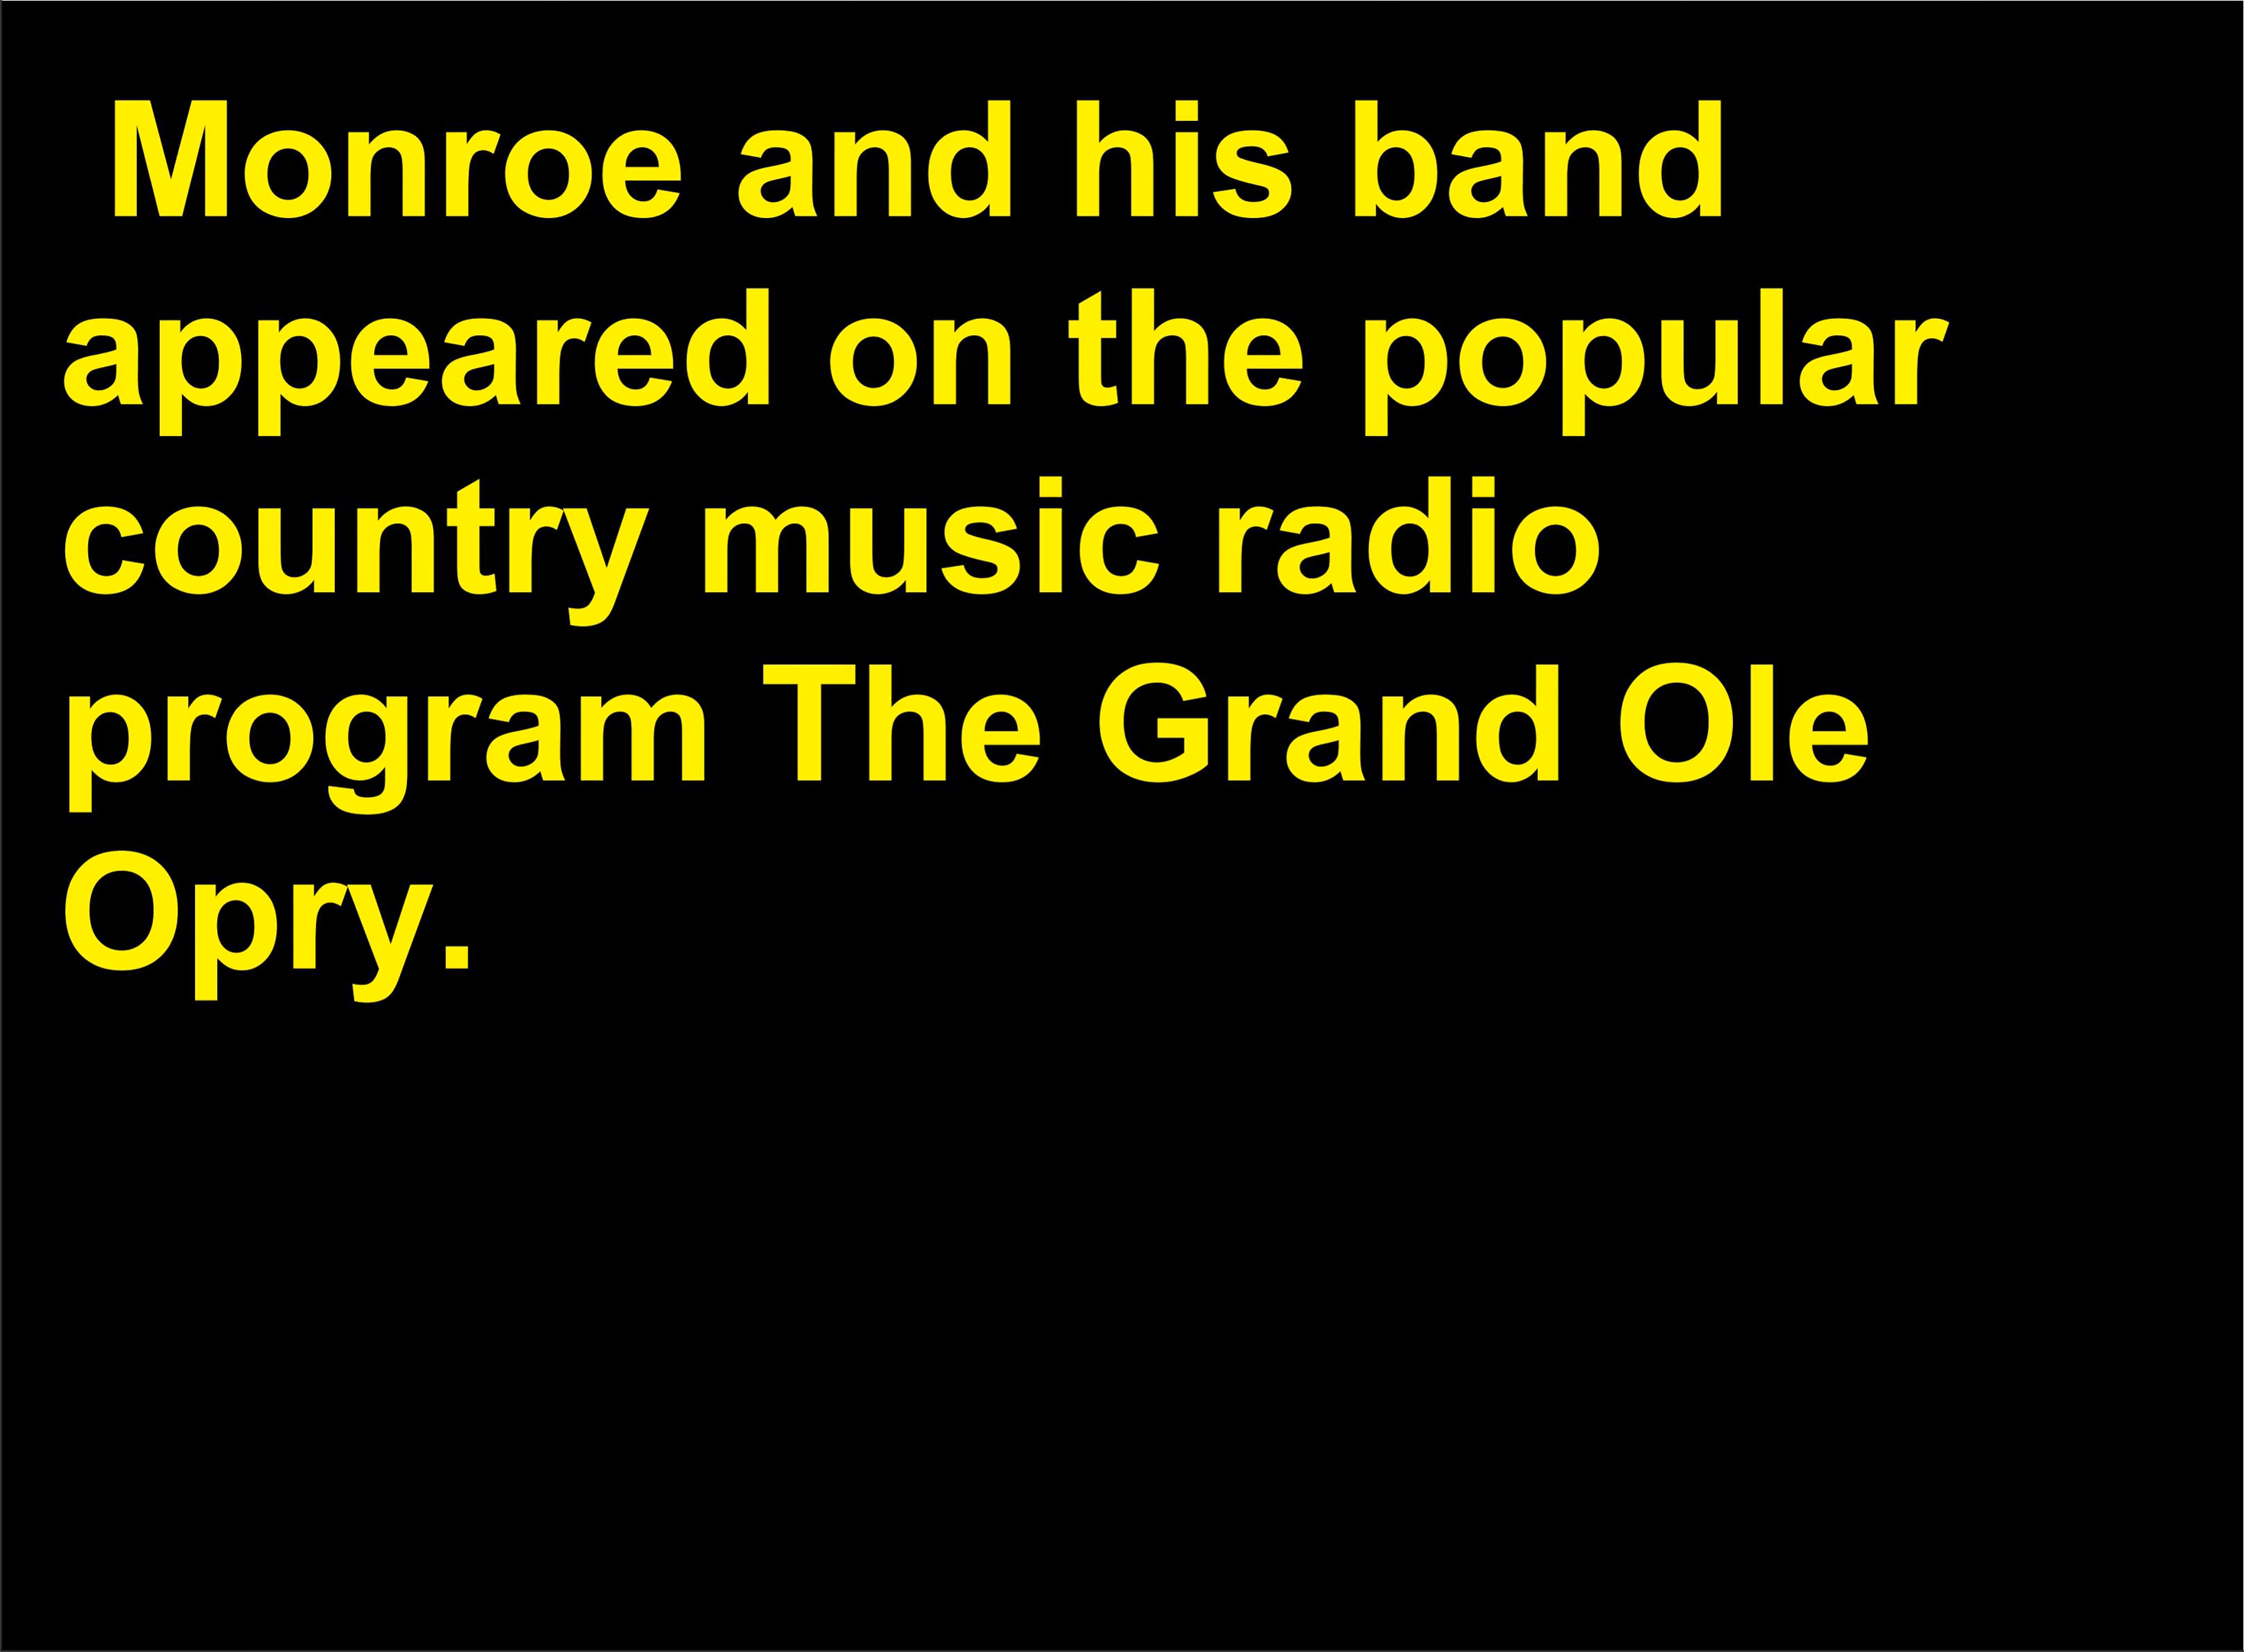 Monroe and his band
appeared on the popular
country music radio
program The Grand Ole
Opry.